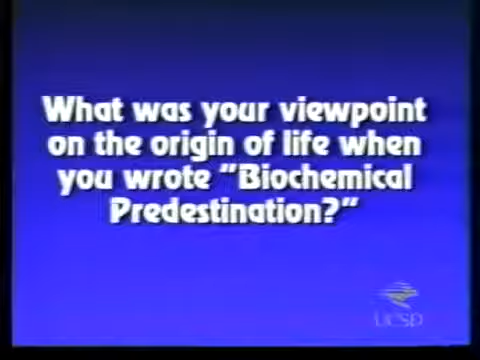 What was your viewpoint
on the origin of life when
you wrote "Biochemical
Predestination?"
UCSD